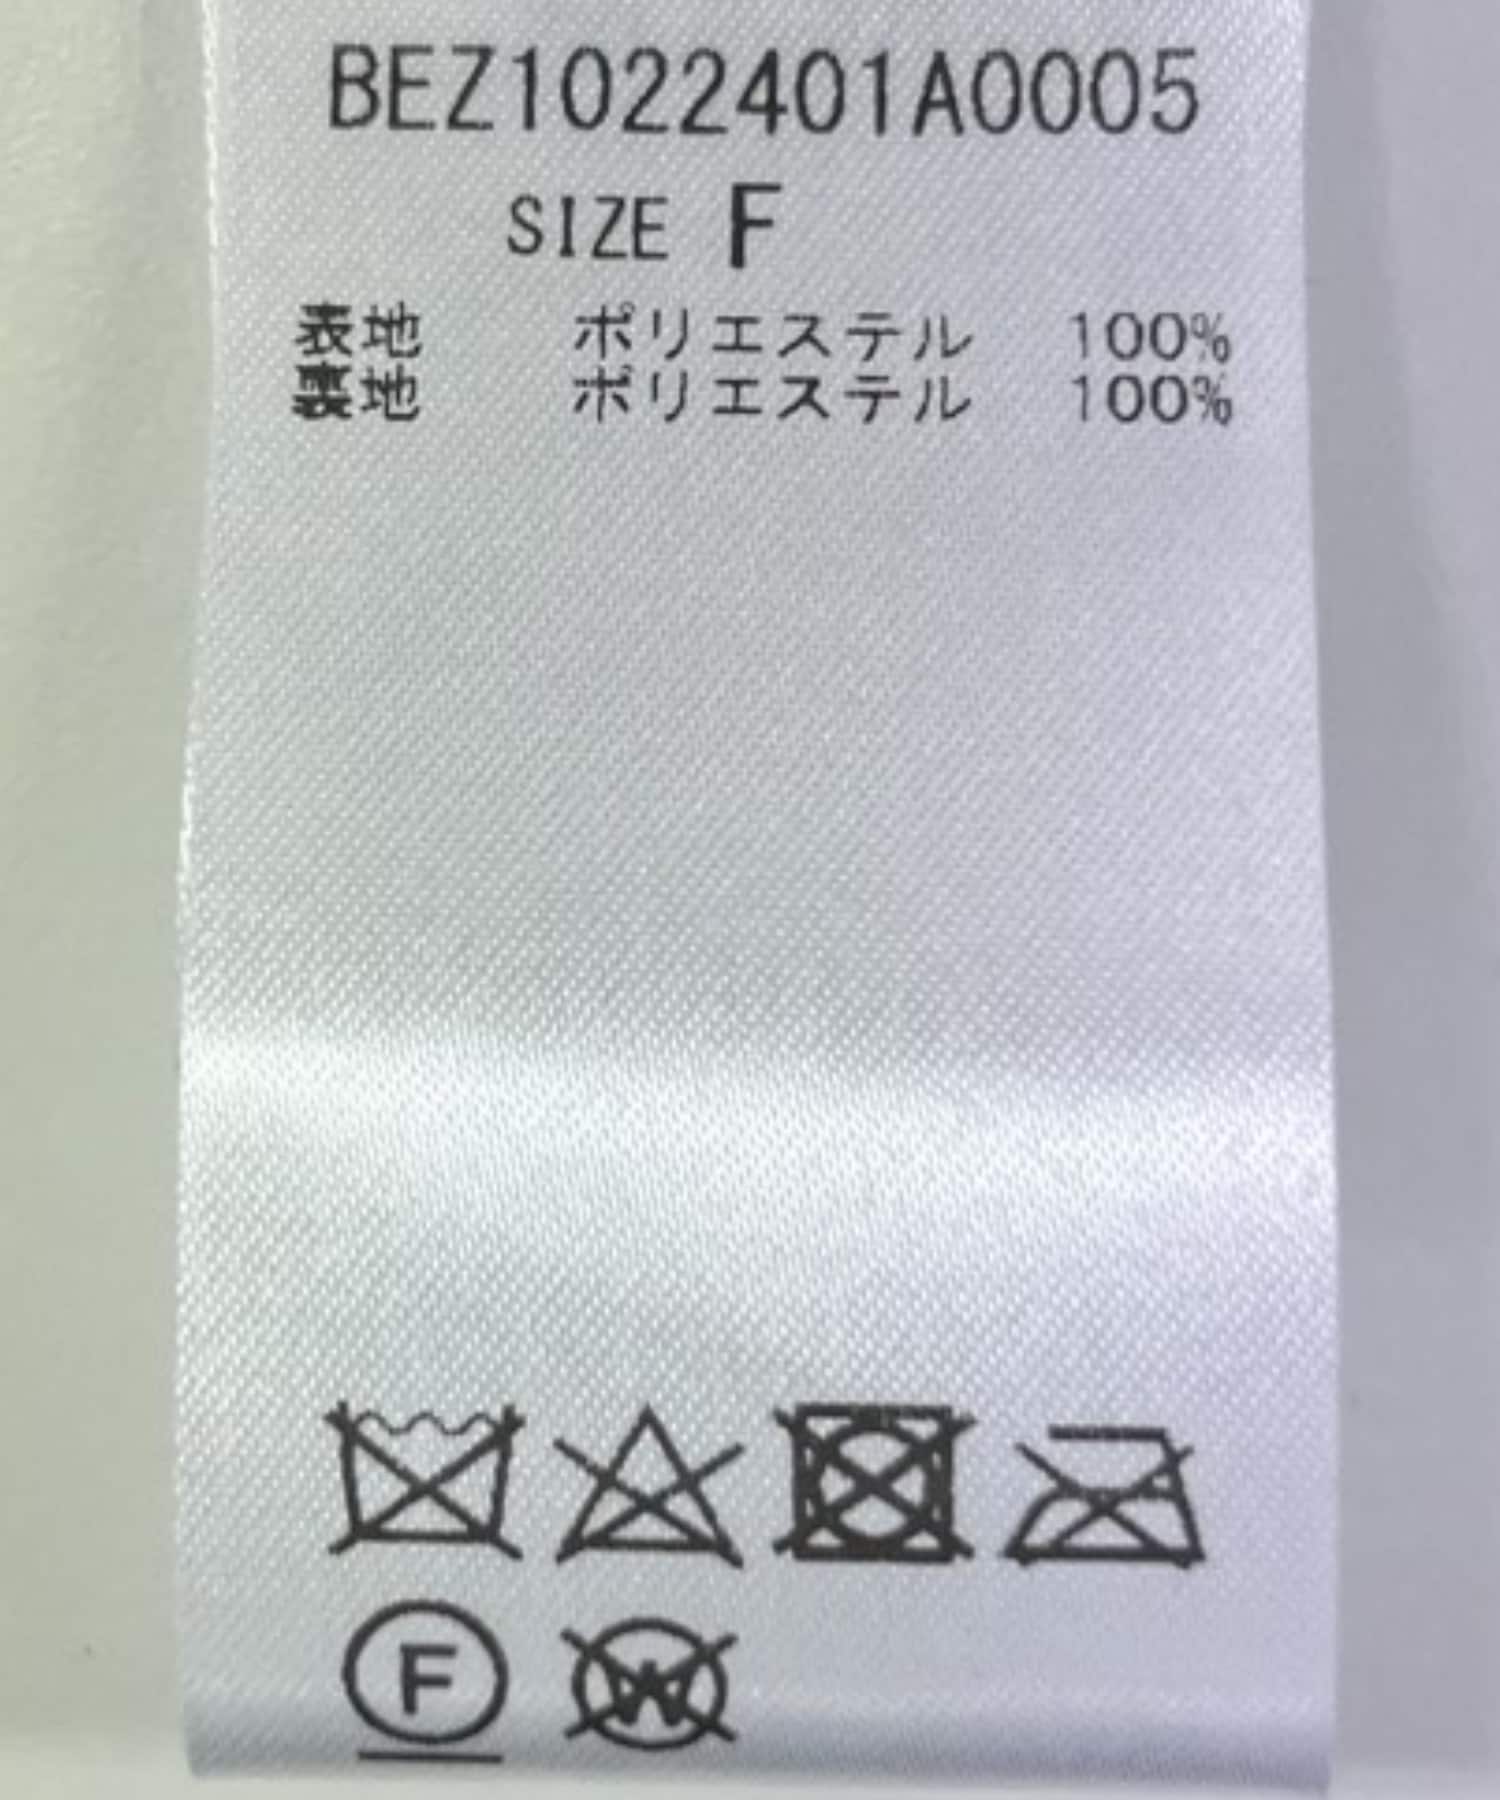 BEZ1022401A0005
SIZE F
表地 ポリエステル 100%
裏地 ポリエステル 100%
F
W